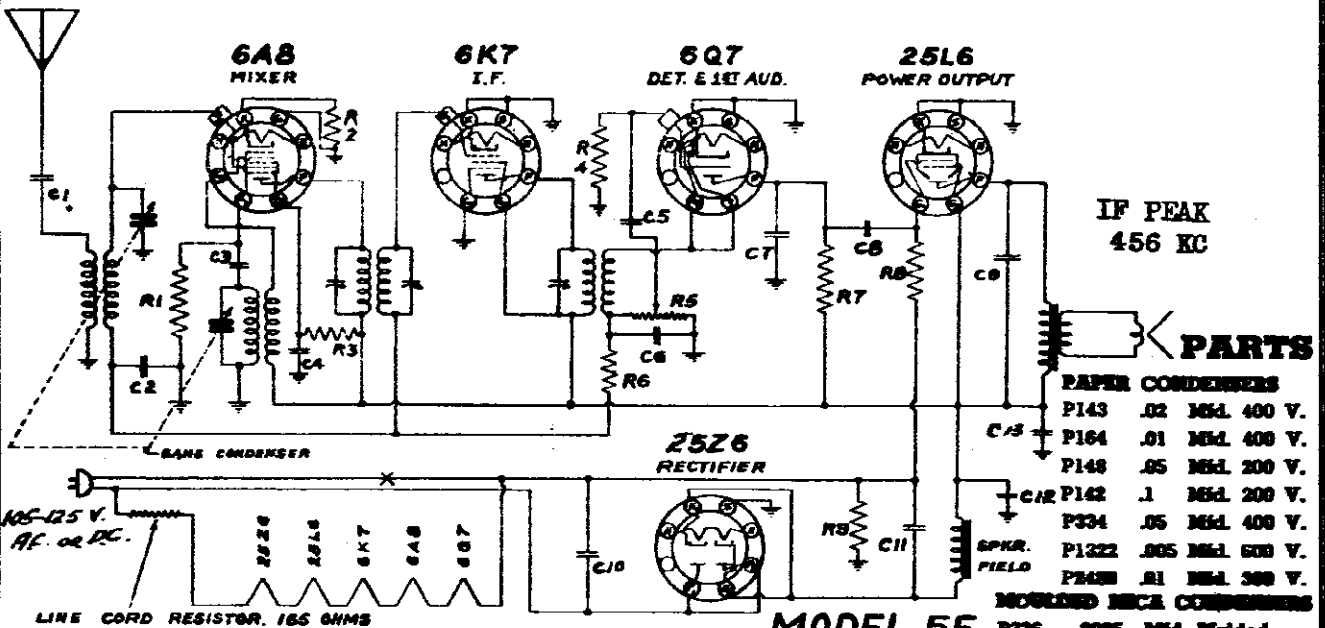 6A8
MIXER
6K7
I.F.
6Q7
DET. & 1ST AUD.
25L6
POWER OUTPUT
R2
R4
C1
C5
C7
C8
C9
IF PEAK
456 KC
R1
C3
C4
R3
C2
R5
C6
R6
R7
R8
PARTS
PAPER CONDENSERS
P143 .02 Mfd. 400 V.
P164 .01 Mfd. 400 V.
P148 .05 Mfd. 200 V.
P142 .1 Mfd. 200 V.
P334 .05 Mfd. 400 V.
P1322 .005 Mfd. 600 V.
.01 Mfd. 300 V.
MOULDED MICA CONDENSERS
C13
C12
GANG CONDENSER
25Z6
RECTIFIER
105-125 V.
A.C. or D.C.
25Z6
25L6
6K7
6A8
6Q7
C10
R9
C11
SPKR.
FIELD
LINE CORD RESISTOR, 165 OHMS
MODEL 55